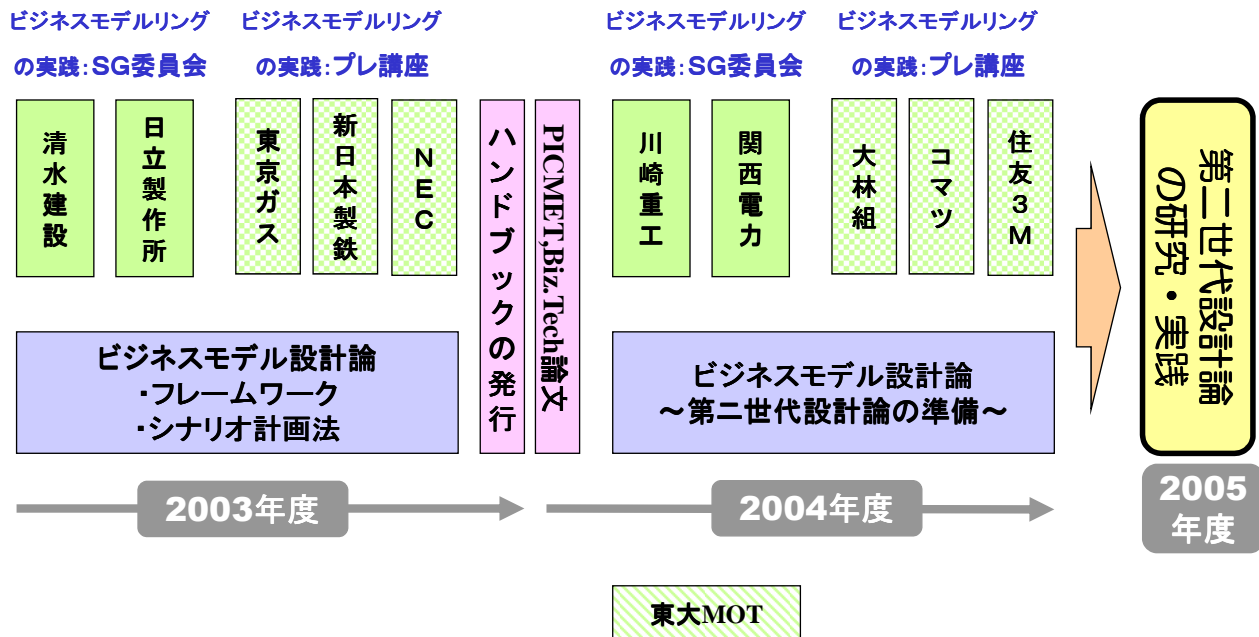 ビジネスモデルリング
の実践:SG委員会
ビジネスモデルリング
の実践:プレ講座
ビジネスモデルリング
の実践:SG委員会
ビジネスモデルリング
の実践:プレ講座
清水建設
日立製作所
東京ガス
新日本製鉄
NEC
ハンドブックの発行
PICMET,Biz.Tech論文
川崎重工
関西電力
大林組
コマツ
住友3M
第二世代設計論
の研究・実践
ビジネスモデル設計論
・フレームワーク
・シナリオ計画法
ビジネスモデル設計論
~第二世代設計論の準備~
2003年度
2004年度
2005
年度
東大MOT